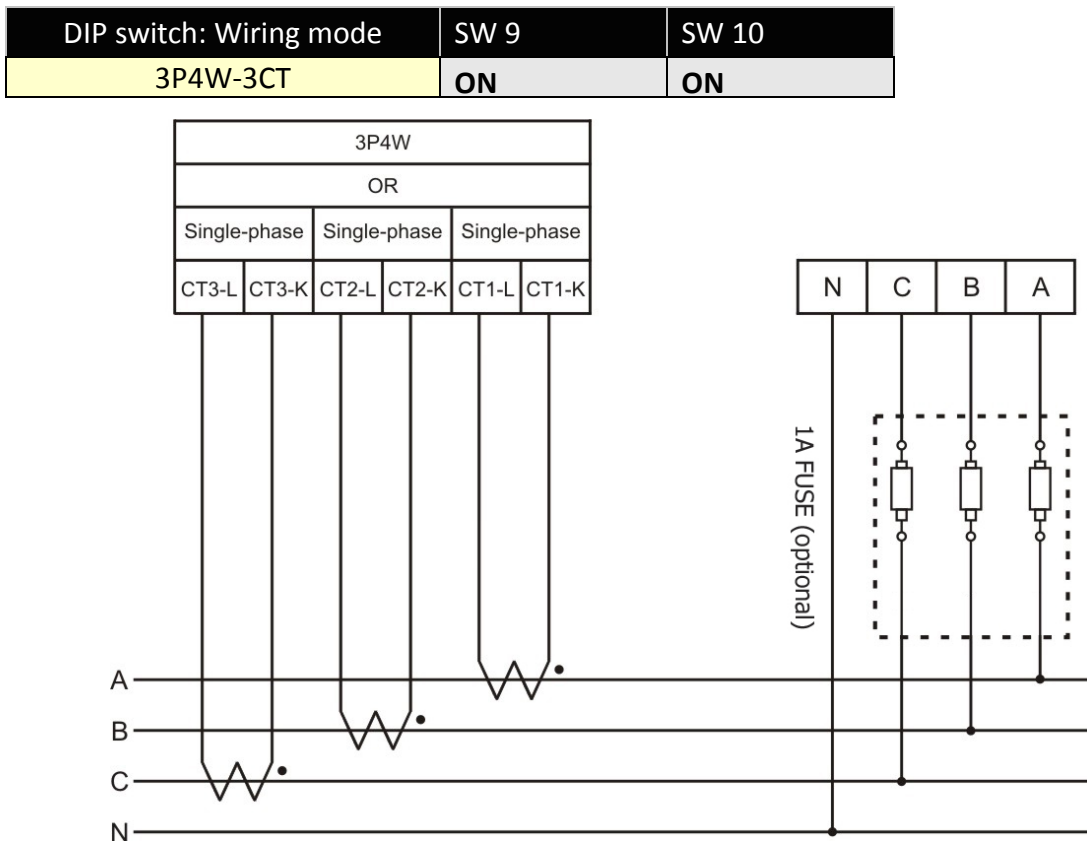 DIP switch: Wiring mode SW 9 SW 10
3P4W-3CT ON ON
3P4W
OR
Single-phase Single-phase Single-phase
CT3-L CT3-K CT2-L CT2-K CT1-L CT1-K
N C B A
1A FUSE (optional)
A
B
C
N